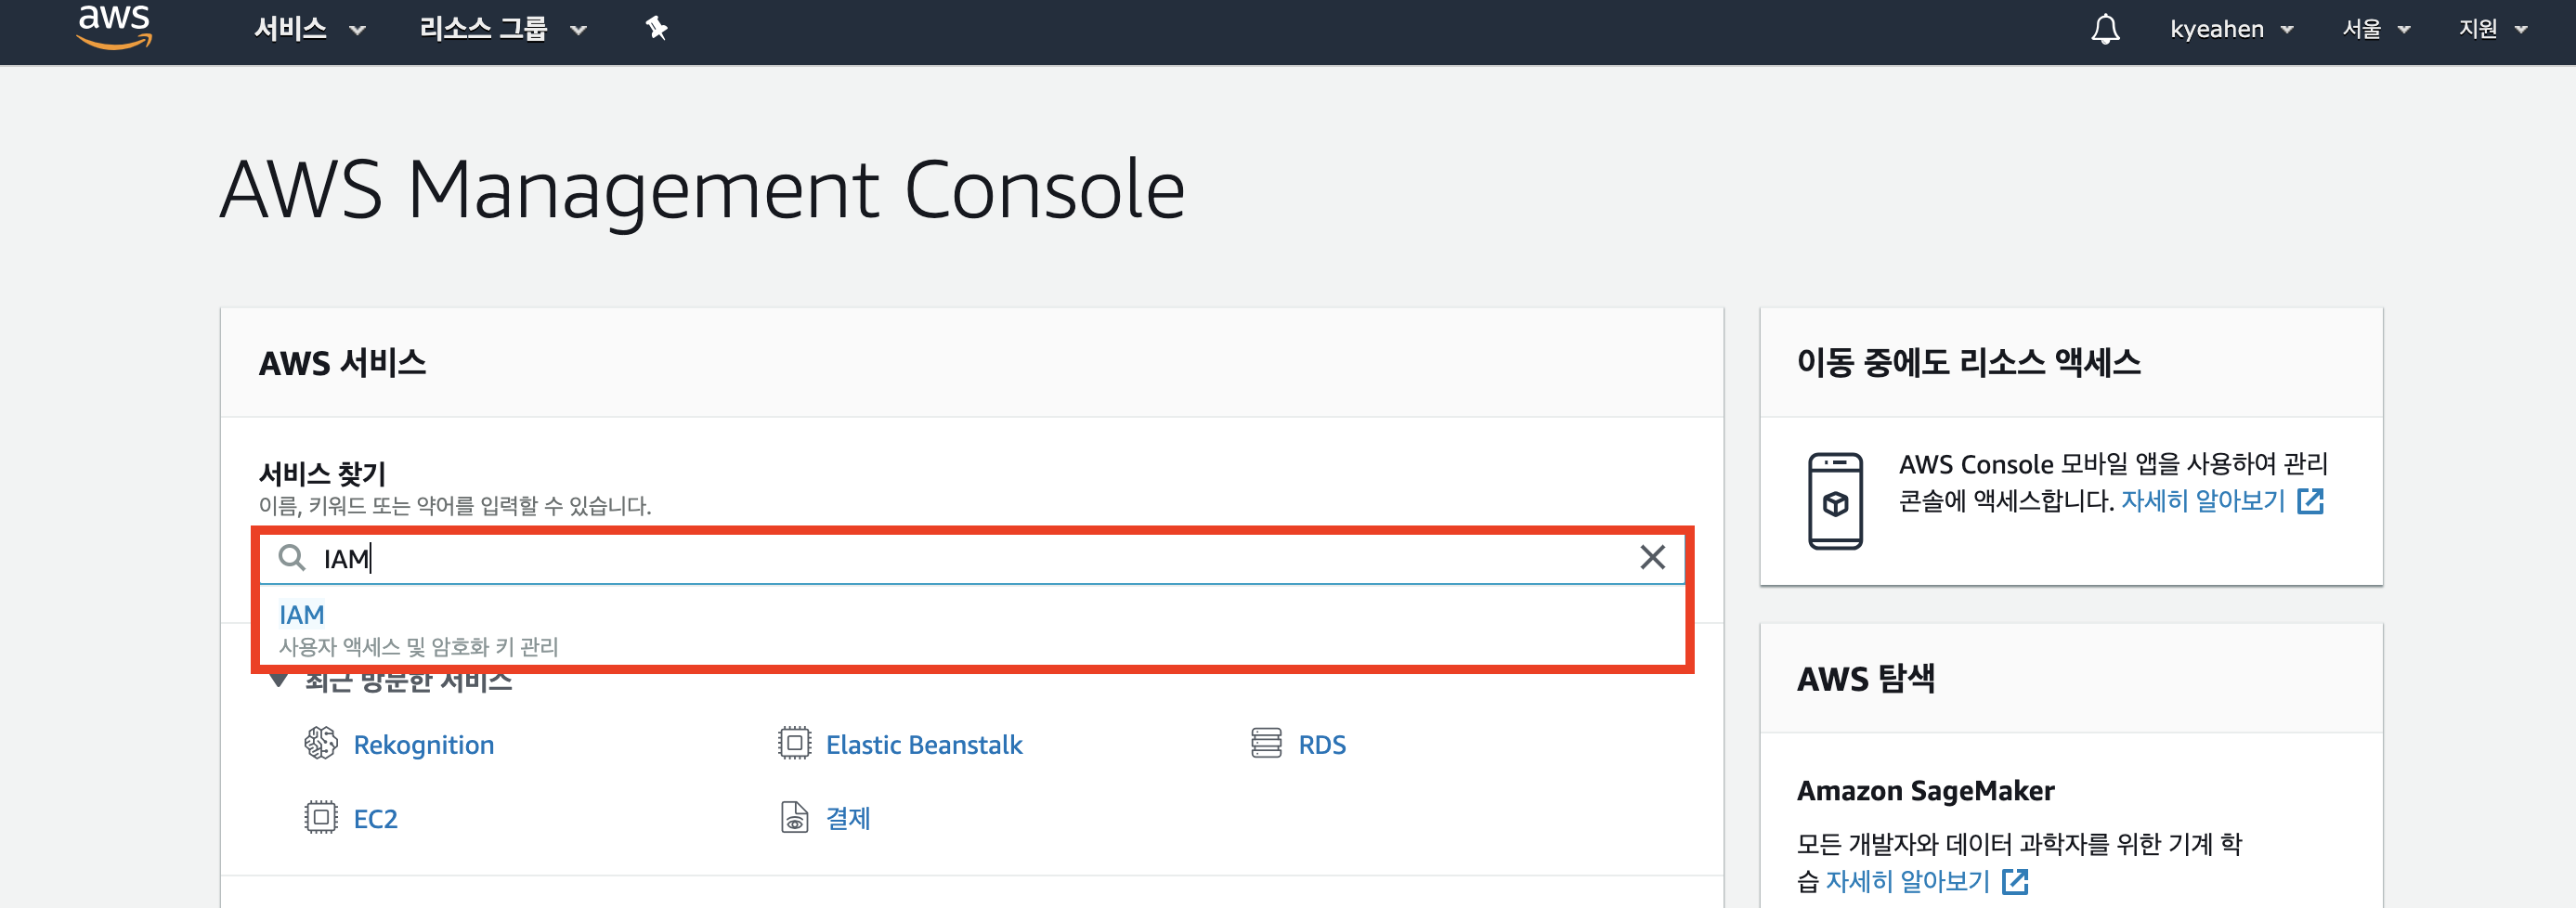 aws
서비스
리소스 그룹
kyeahen
서울
지원
AWS Management Console
AWS 서비스
서비스 찾기
이름, 키워드 또는 약어를 입력할 수 있습니다.
IAM
IAM
사용자 액세스 및 암호화 키 관리
최근 방문한 서비스
Rekognition
Elastic Beanstalk
RDS
EC2
결제
이동 중에도 리소스 액세스
AWS Console 모바일 앱을 사용하여 관리
콘솔에 액세스합니다. 자세히 알아보기
AWS 탐색
Amazon SageMaker
모든 개발자와 데이터 과학자를 위한 기계 학
습 자세히 알아보기